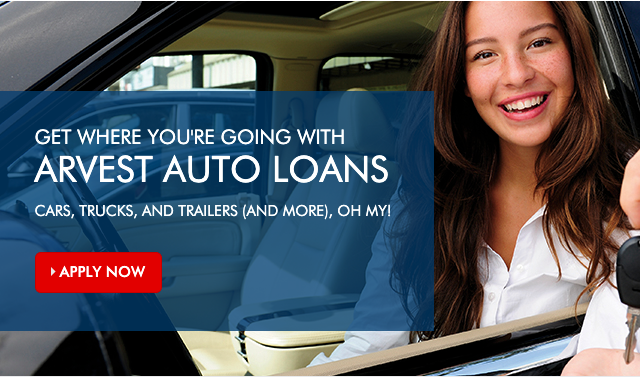 GET WHERE YOU'RE GOING WITH
ARVEST AUTO LOANS
CARS, TRUCKS, AND TRAILERS (AND MORE), OH MY!
APPLY NOW